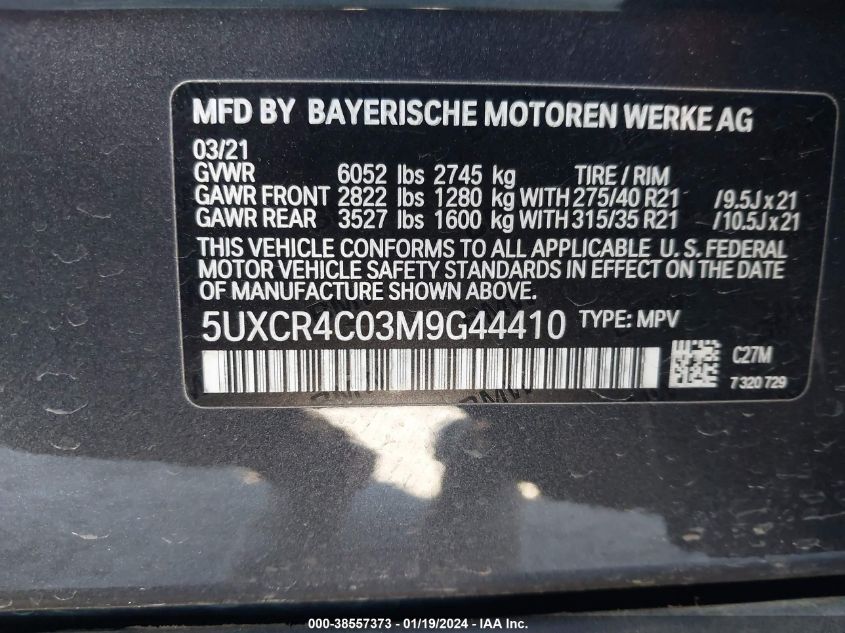 MFD BY BAYERISCHE MOTOREN WERKE AG
03/21
GVWR 6052 lbs 2745 kg TIRE / RIM
GAWR FRONT 2822 lbs 1280 kg WITH 275/40 R21 /9.5J x 21
GAWR REAR 3527 lbs 1600 kg WITH 315/35 R21 /10.5J x 21
THIS VEHICLE CONFORMS TO ALL APPLICABLE U. S. FEDERAL
MOTOR VEHICLE SAFETY STANDARDS IN EFFECT ON THE DATE
OF MANUFACTURE SHOWN ABOVE.
5UXCR4C03M9G44410 TYPE: MPV
C27M
7 320 729
000-38557373 - 01/19/2024 - IAA Inc.